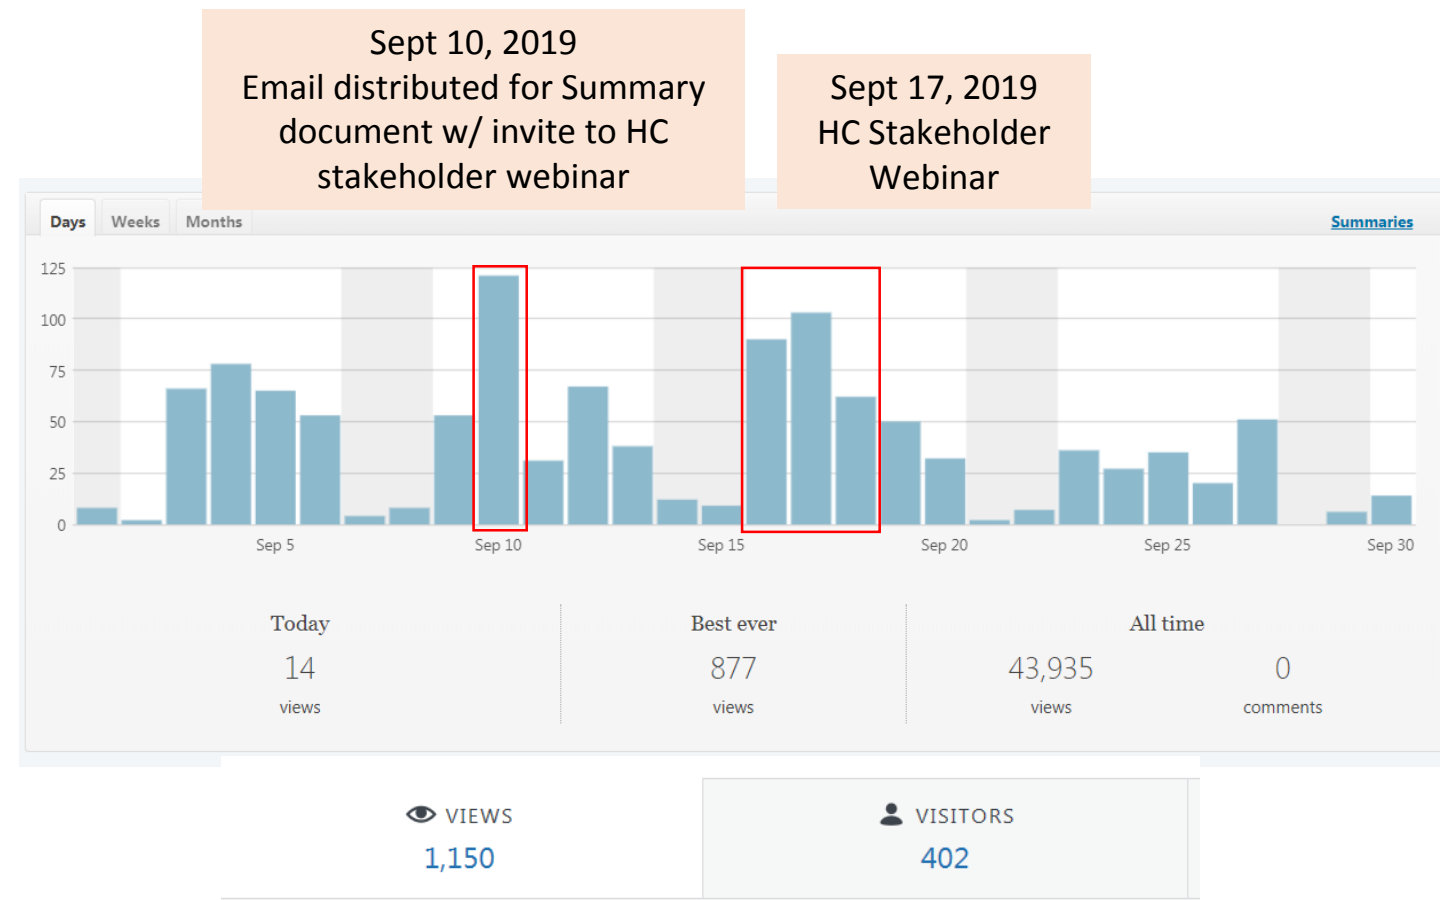 Sept 10, 2019
Email distributed for Summary
document w/ invite to HC
stakeholder webinar
Sept 17, 2019
HC Stakeholder
Webinar
Days Weeks Months Summaries
125
100
75
50
25
0
Sep 5 Sep 10 Sep 15 Sep 20 Sep 25 Sep 30
Today Best ever All time
14 877 43,935 0
views views views comments
VIEWS VISITORS
1,150 402